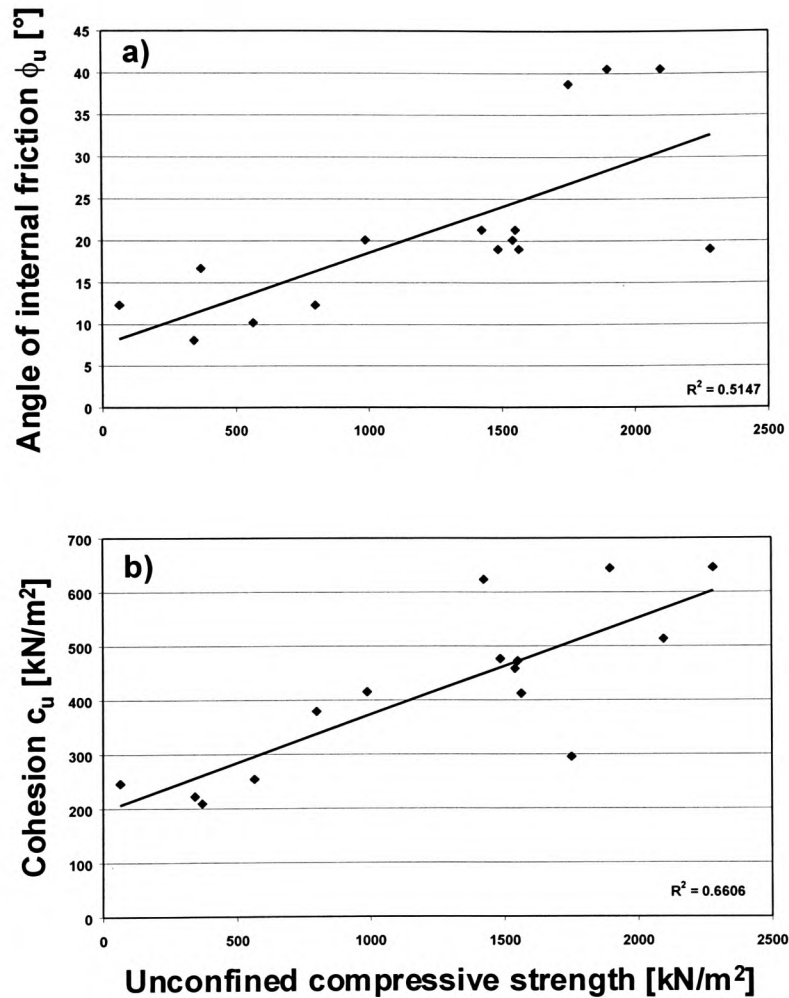 a)
Angle of internal friction ϕu [°]
45
40
35
30
25
20
15
10
5
0
R² = 0.5147
0 500 1000 1500 2000 2500
b)
Cohesion cu [kN/m²]
700
600
500
400
300
200
100
0
R² = 0.6606
0 500 1000 1500 2000 2500
Unconfined compressive strength [kN/m²]